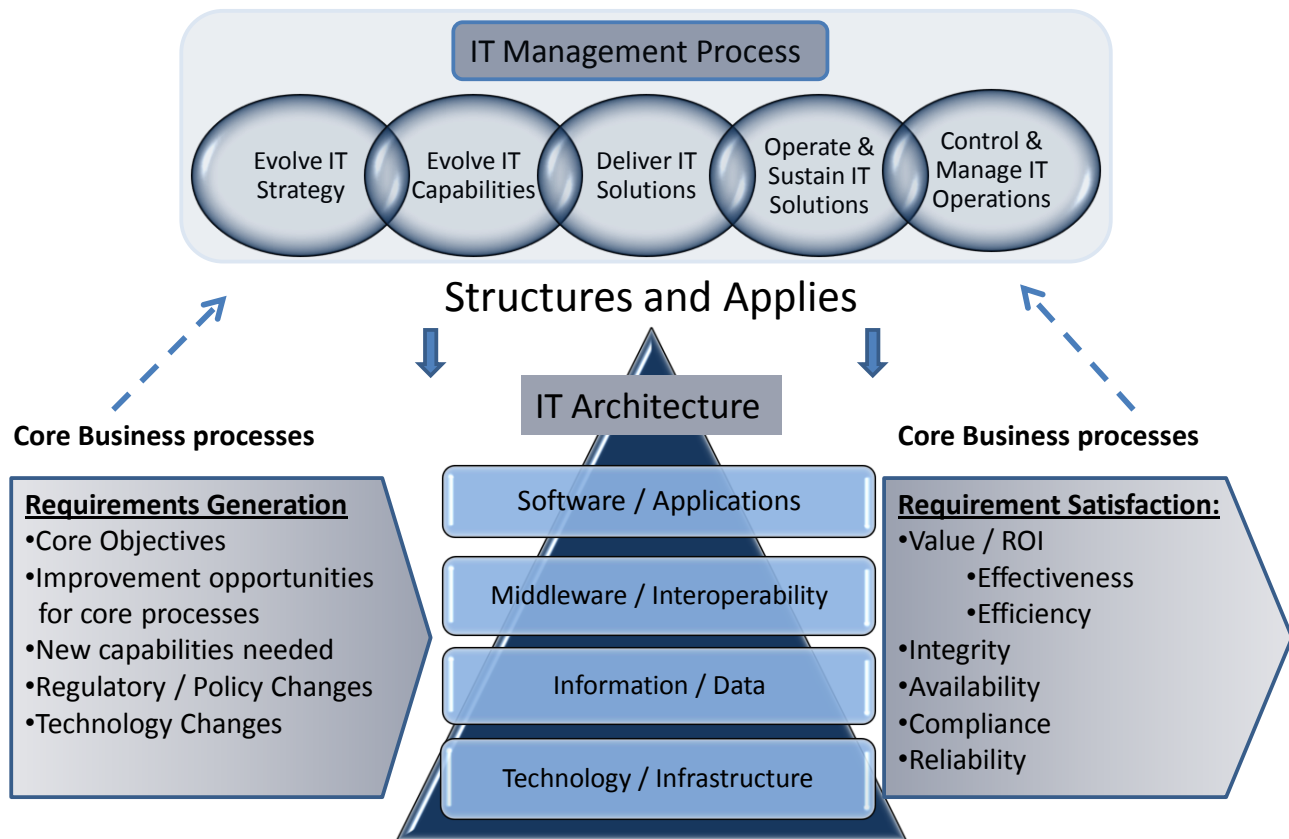 IT Management Process
Evolve IT
Strategy
Evolve IT
Capabilities
Deliver IT
Solutions
Operate &
Sustain IT
Solutions
Control &
Manage IT
Operations
Structures and Applies
IT Architecture
Core Business processes
Requirements Generation
•Core Objectives
•Improvement opportunities
for core processes
•New capabilities needed
•Regulatory / Policy Changes
•Technology Changes
Software / Applications
Middleware / Interoperability
Information / Data
Technology / Infrastructure
Core Business processes
Requirement Satisfaction:
•Value / ROI
•Effectiveness
•Efficiency
•Integrity
•Availability
•Compliance
•Reliability